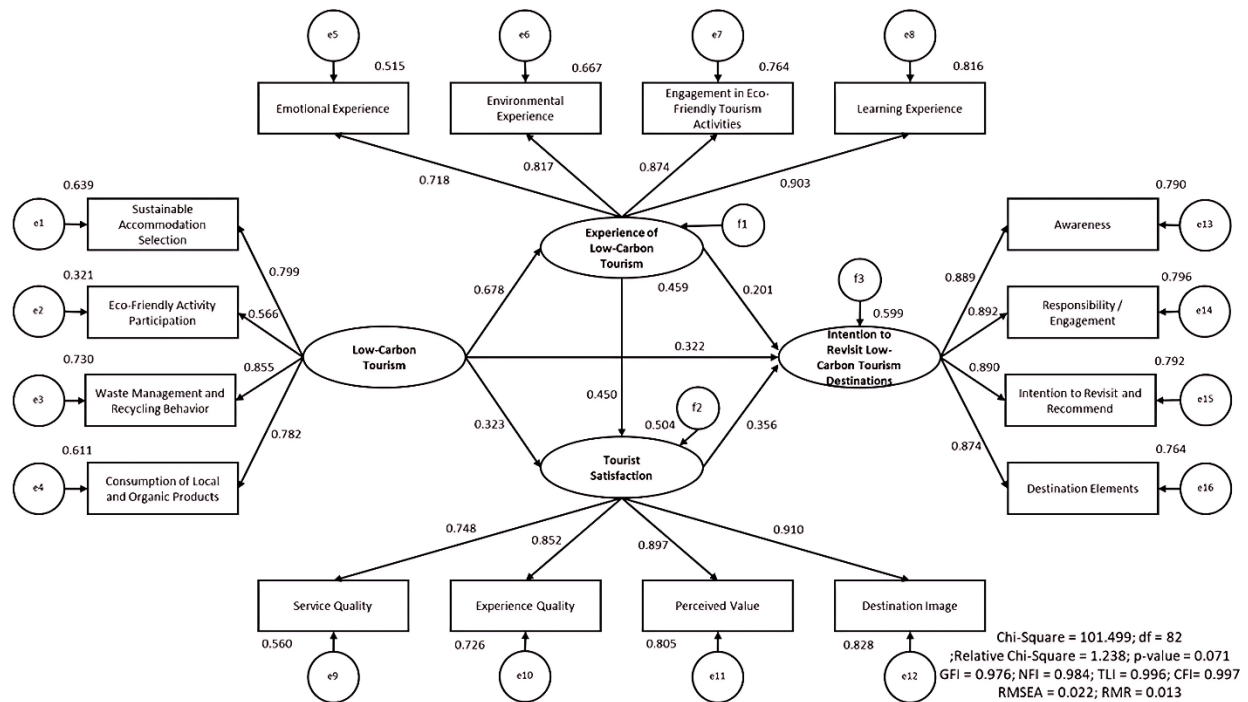 e5
e6
e7
e8
0.515
0.667
0.764
0.816
Emotional Experience
Environmental
Experience
Engagement in Eco-
Friendly Tourism
Activities
Learning Experience
0.718
0.817
0.874
0.903
0.639
e1
Sustainable
Accommodation
Selection
0.799
0.321
e2
Eco-Friendly Activity
Participation
0.566
0.730
e3
Waste Management and
Recycling Behavior
0.855
0.611
e4
Consumption of Local
and Organic Products
0.782
Low-Carbon
Tourism
Experience of
Low-Carbon
Tourism
f1
0.459
0.678
0.201
0.322
0.450
0.323
0.356
f3
0.599
Intention to
Revisit Low-
Carbon Tourism
Destinations
f2
0.504
Tourist
Satisfaction
0.790
Awareness
e13
0.889
0.796
Responsibility /
Engagement
e14
0.892
0.792
Intention to Revisit and
Recommend
e15
0.890
0.764
Destination Elements
e16
0.874
0.748
0.852
0.897
0.910
Service Quality
Experience Quality
Perceived Value
Destination Image
0.560
0.726
0.805
0.828
e9
e10
e11
e12
Chi-Square = 101.499; df = 82
;Relative Chi-Square = 1.238; p-value = 0.071
GFI = 0.976; NFI = 0.984; TLI = 0.996; CFI= 0.997
RMSEA = 0.022; RMR = 0.013